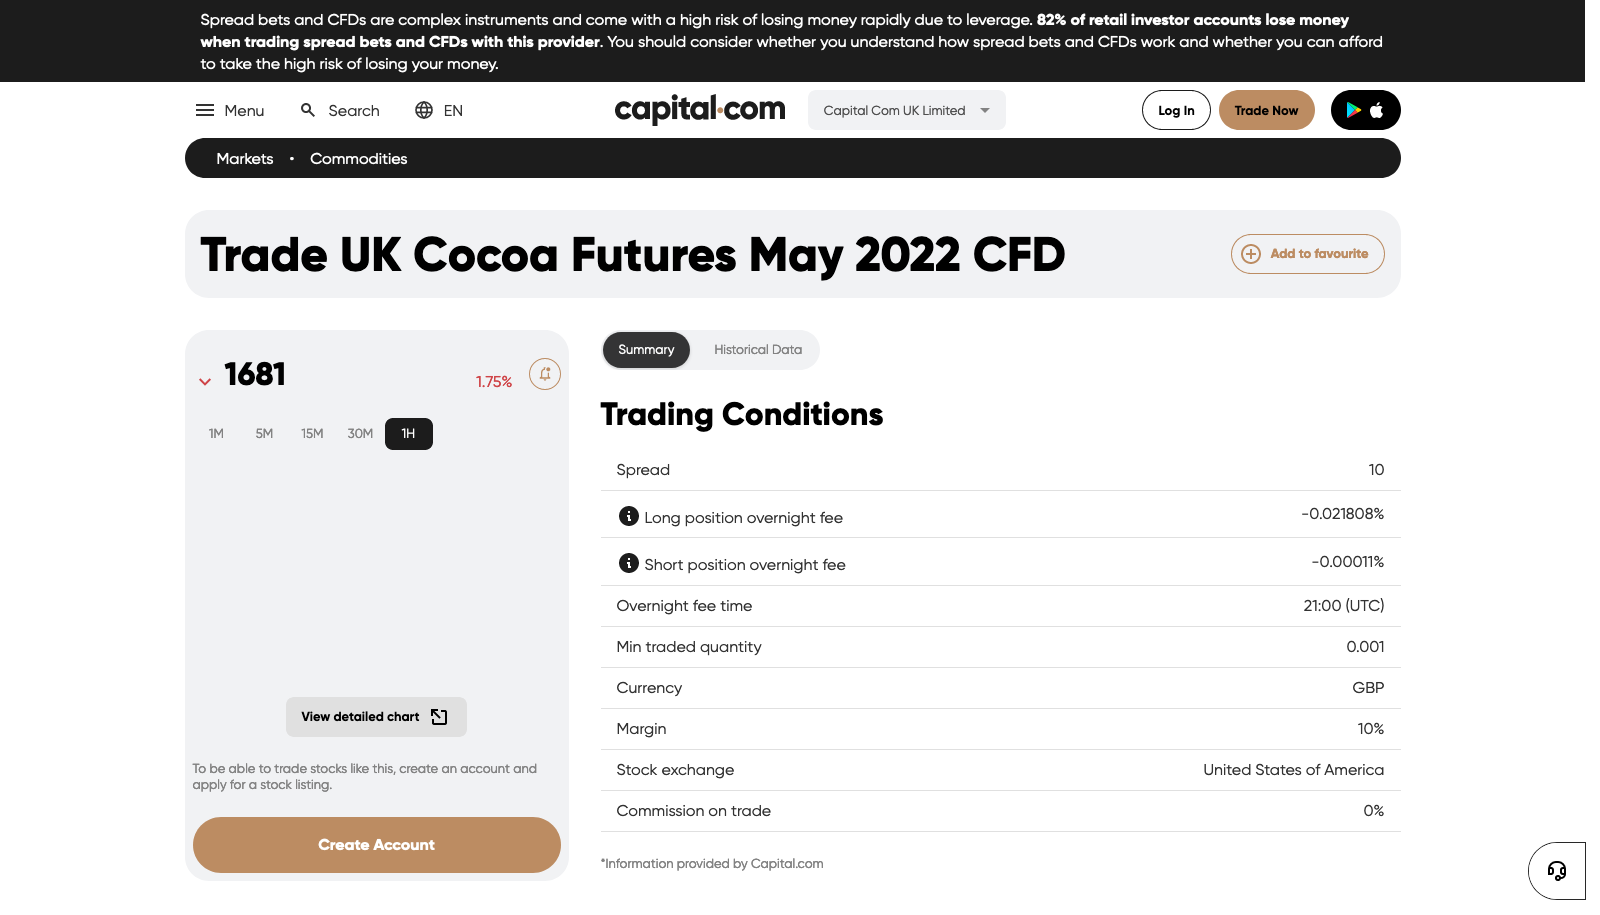 Spread bets and CFDs are complex instruments and come with a high risk of losing money rapidly due to leverage. 82% of retail investor accounts lose money
when trading spread bets and CFDs with this provider. You should consider whether you understand how spread bets and CFDs work and whether you can afford
to take the high risk of losing your money.
Menu Search EN capital.com Capital Com UK Limited Log In Trade Now
Markets • Commodities
Trade UK Cocoa Futures May 2022 CFD Add to favourite
1681 1.75%
1M 5M 15M 30M 1H
View detailed chart
To be able to trade stocks like this, create an account and
apply for a stock listing.
Create Account
Summary Historical Data
Trading Conditions
Spread 10
Long position overnight fee -0.021808%
Short position overnight fee -0.00011%
Overnight fee time 21:00 (UTC)
Min traded quantity 0.001
Currency GBP
Margin 10%
Stock exchange United States of America
Commission on trade 0%
*Information provided by Capital.com